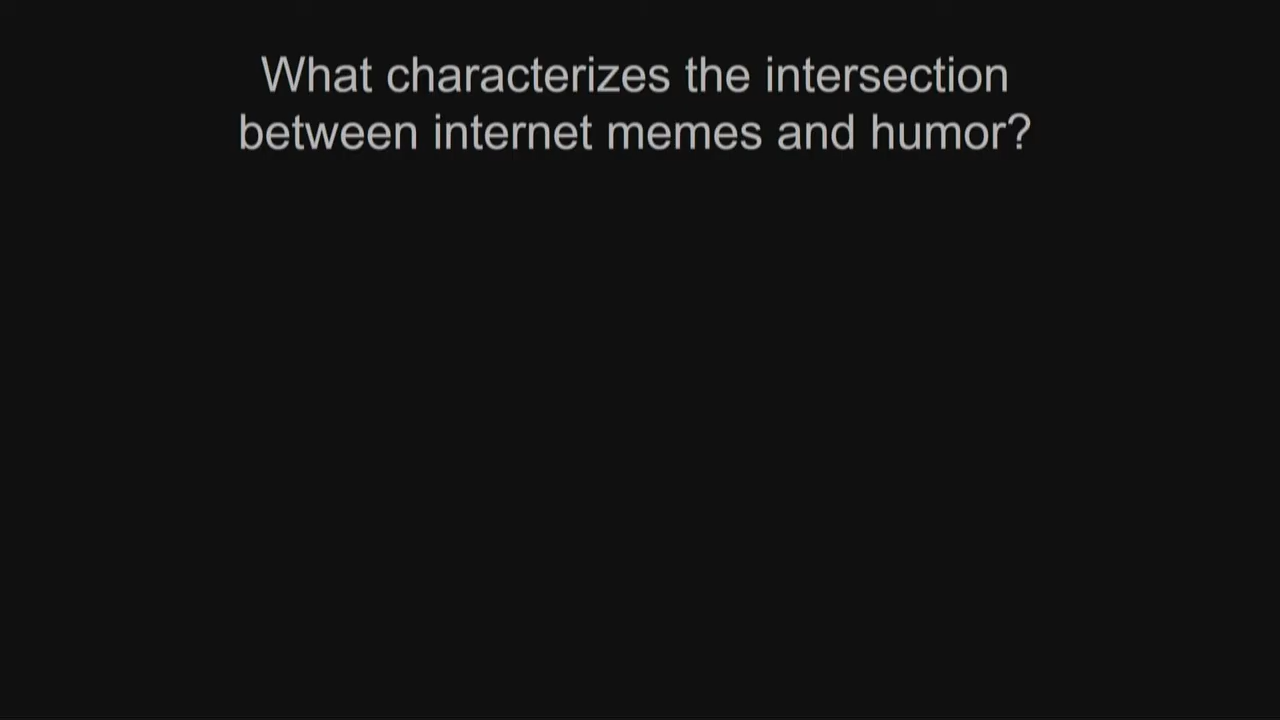 What characterizes the intersection
between internet memes and humor?